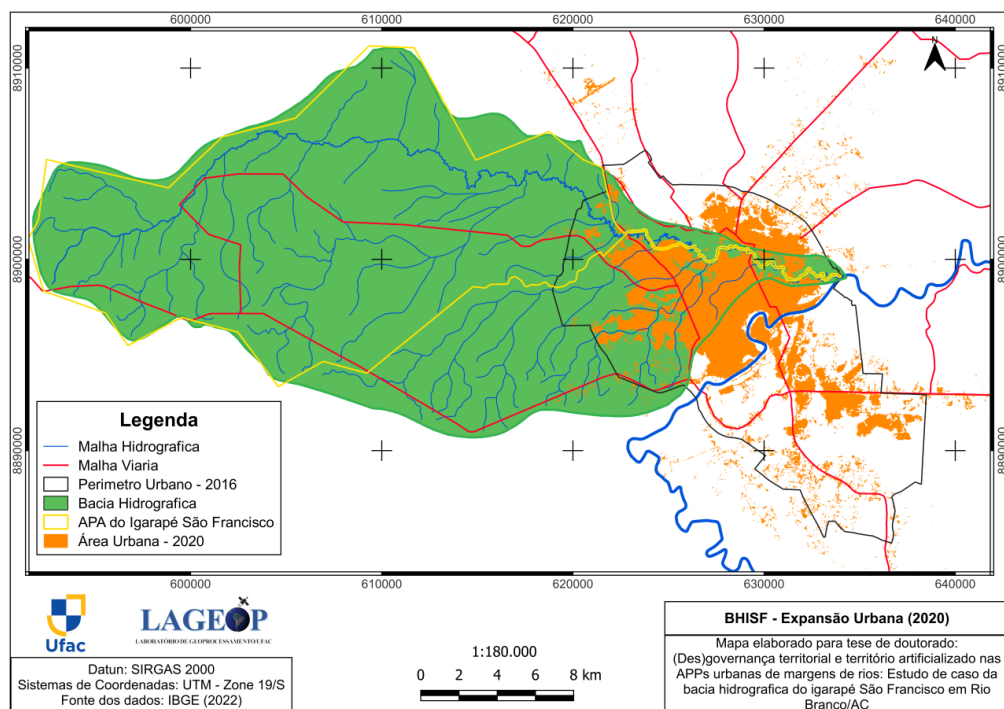 600000 610000 620000 630000 640000
N
8910000 8910000
8900000 8900000
8890000 8890000
Legenda
Malha Hidrografica
Malha Viaria
Perimetro Urbano - 2016
Bacia Hidrografica
APA do Igarapé São Francisco
Área Urbana - 2020
600000 610000 620000 630000 640000
Ufac
LAGEOP
LABORATÓRIO DE GEOPROCESSAMENTO UFAC
Datun: SIRGAS 2000
Sistemas de Coordenadas: UTM - Zone 19/S
Fonte dos dados: IBGE (2022)
1:180.000
0 2 4 6 8 km
BHISF - Expansão Urbana (2020)
Mapa elaborado para tese de doutorado:
(Des)governança territorial e território artificializado nas
APPs urbanas de margens de rios: Estudo de caso da
bacia hidrografica do igarapé São Francisco em Rio
Branco/AC